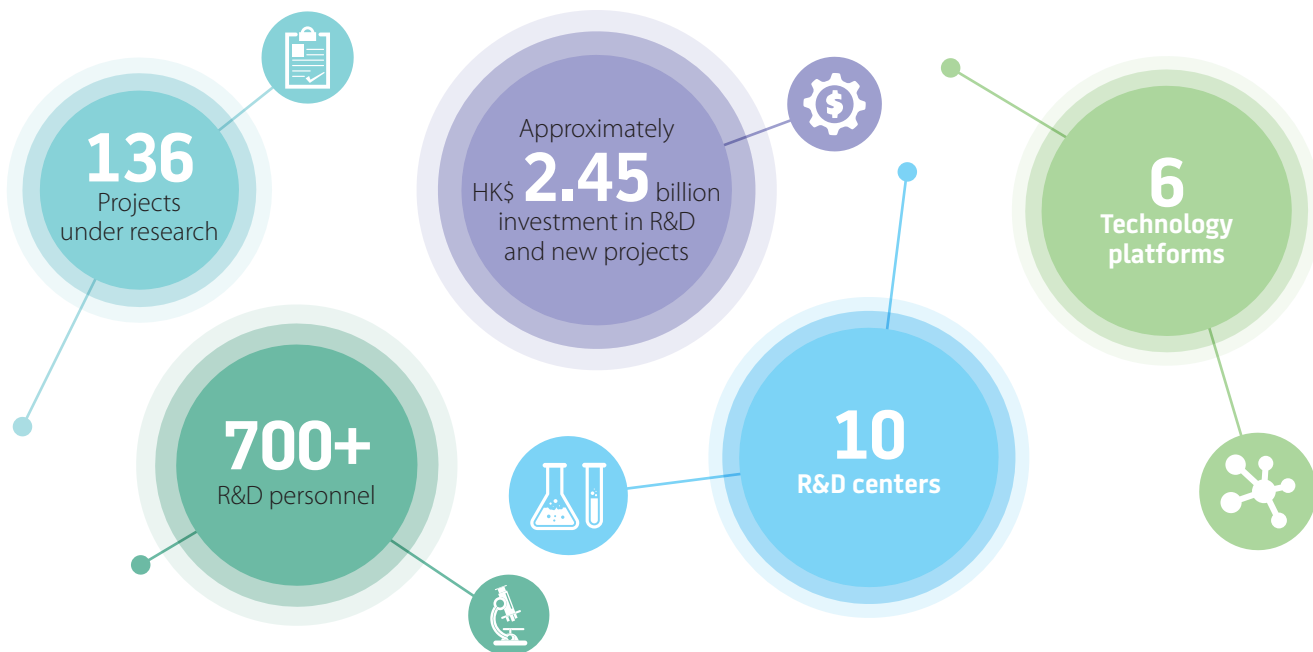 136
Projects
under research
Approximately
HK$ 2.45 billion
investment in R&D
and new projects
6
Technology
platforms
700+
R&D personnel
10
R&D centers